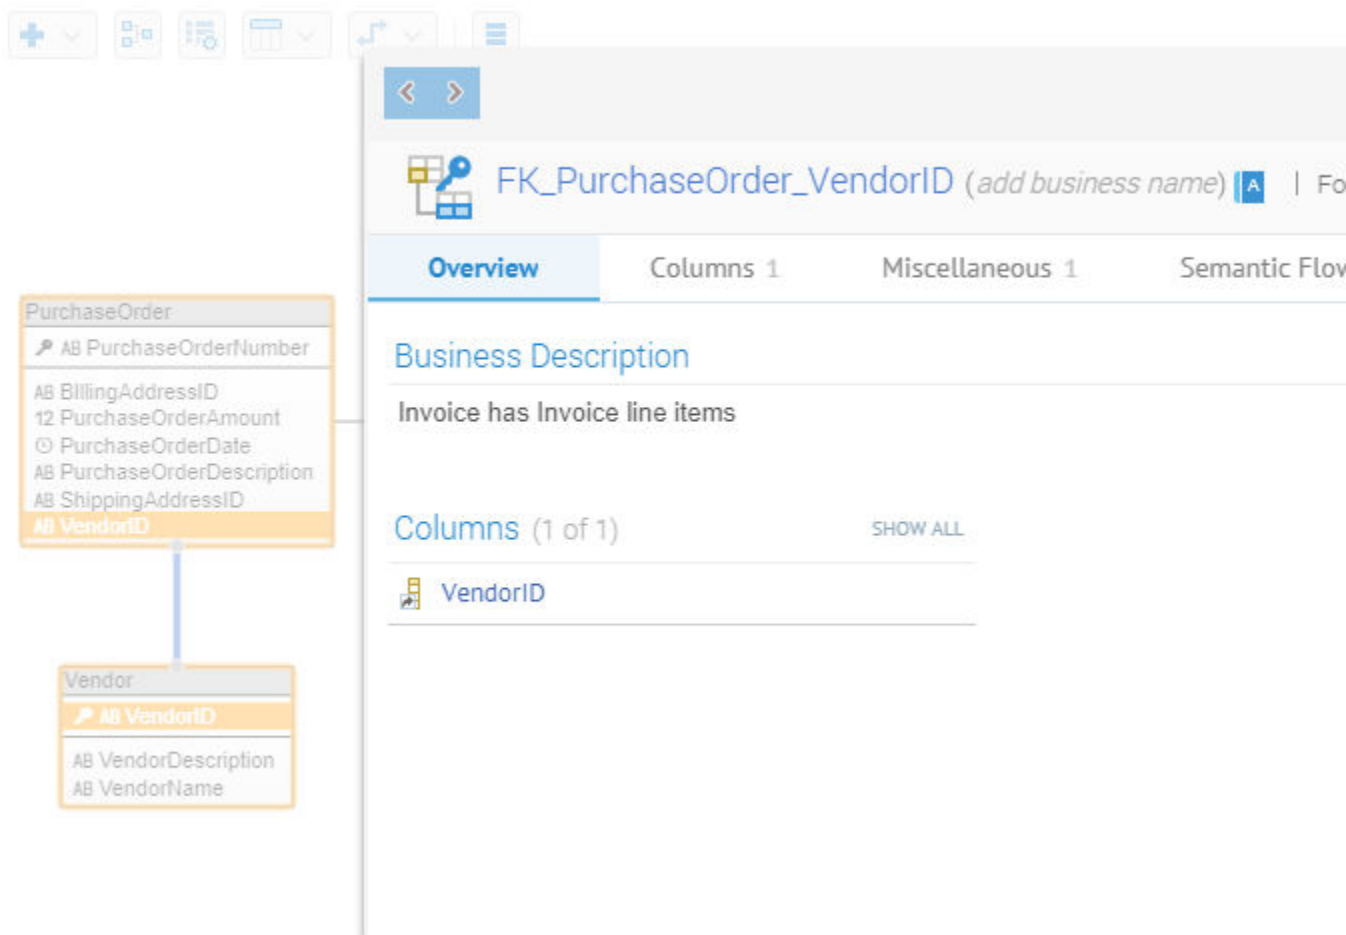 FK_PurchaseOrder_VendorID (add business name) A | Fo
Overview Columns 1 Miscellaneous 1 Semantic Flow
PurchaseOrder
AB PurchaseOrderNumber
AB BIllingAddressID
12 PurchaseOrderAmount
PurchaseOrderDate
AB PurchaseOrderDescription
AB ShippingAddressID
AB VendorID
Vendor
AB VendorID
AB VendorDescription
AB VendorName
Business Description
Invoice has Invoice line items
Columns (1 of 1) SHOW ALL
VendorID